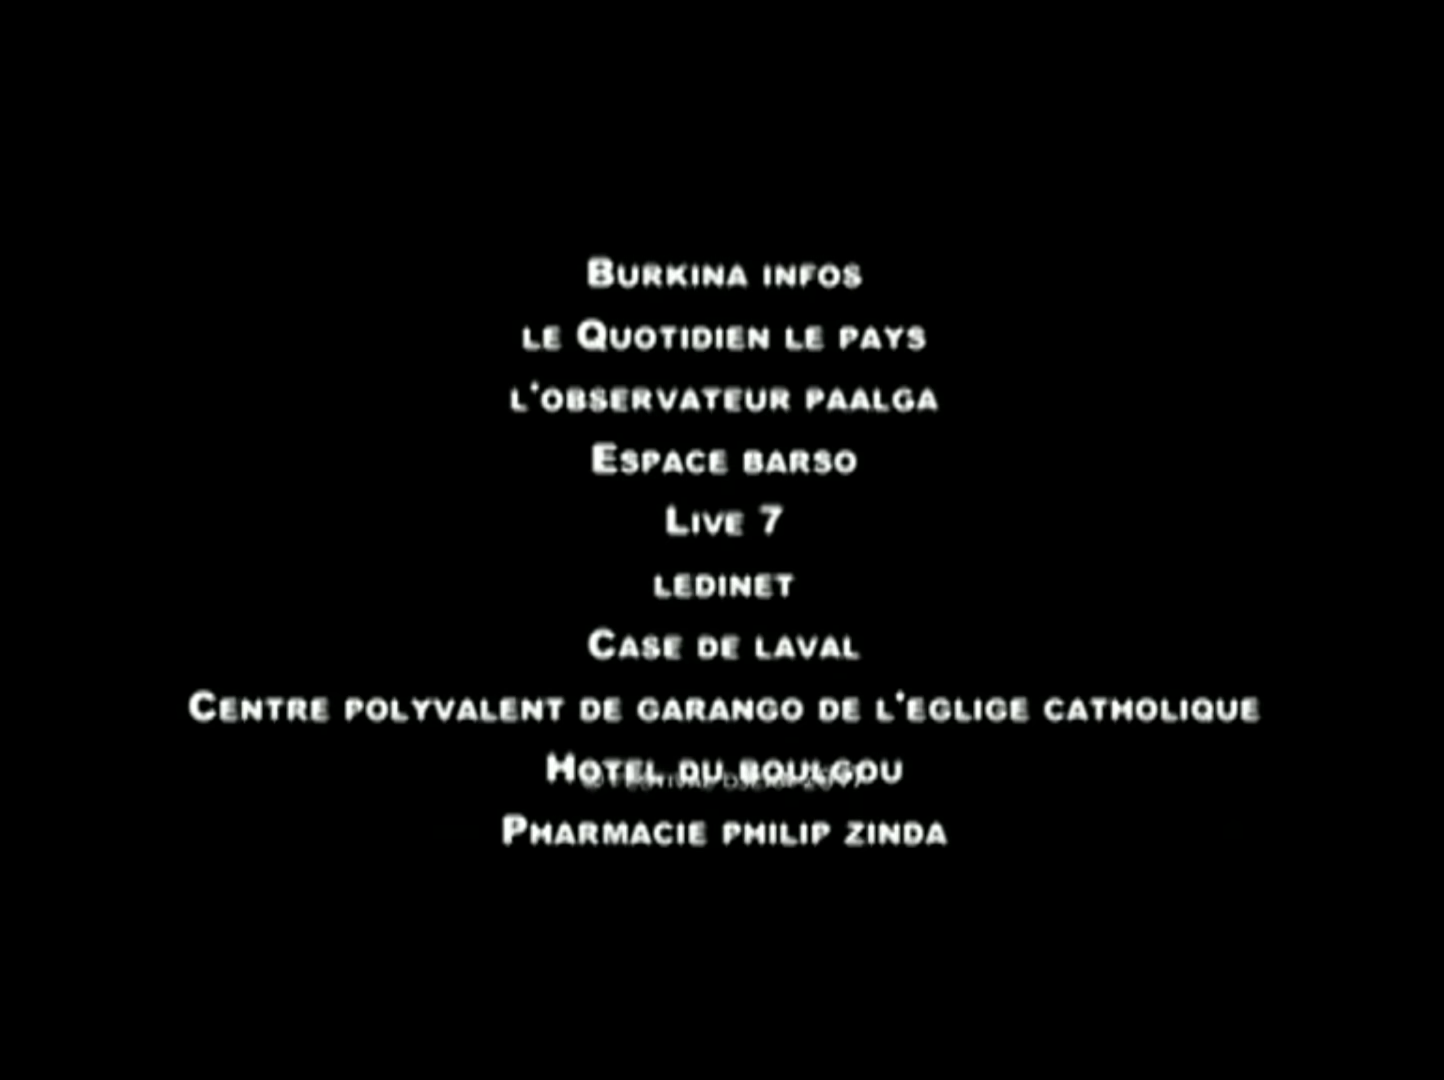 Burkina infos
le Quotidien le pays
l'observateur paalga
Espace barso
Live 7
ledinet
Case de laval
Centre polyvalent de garango de l'eglige catholique
Hotel du boulgou
Pharmacie philip zinda